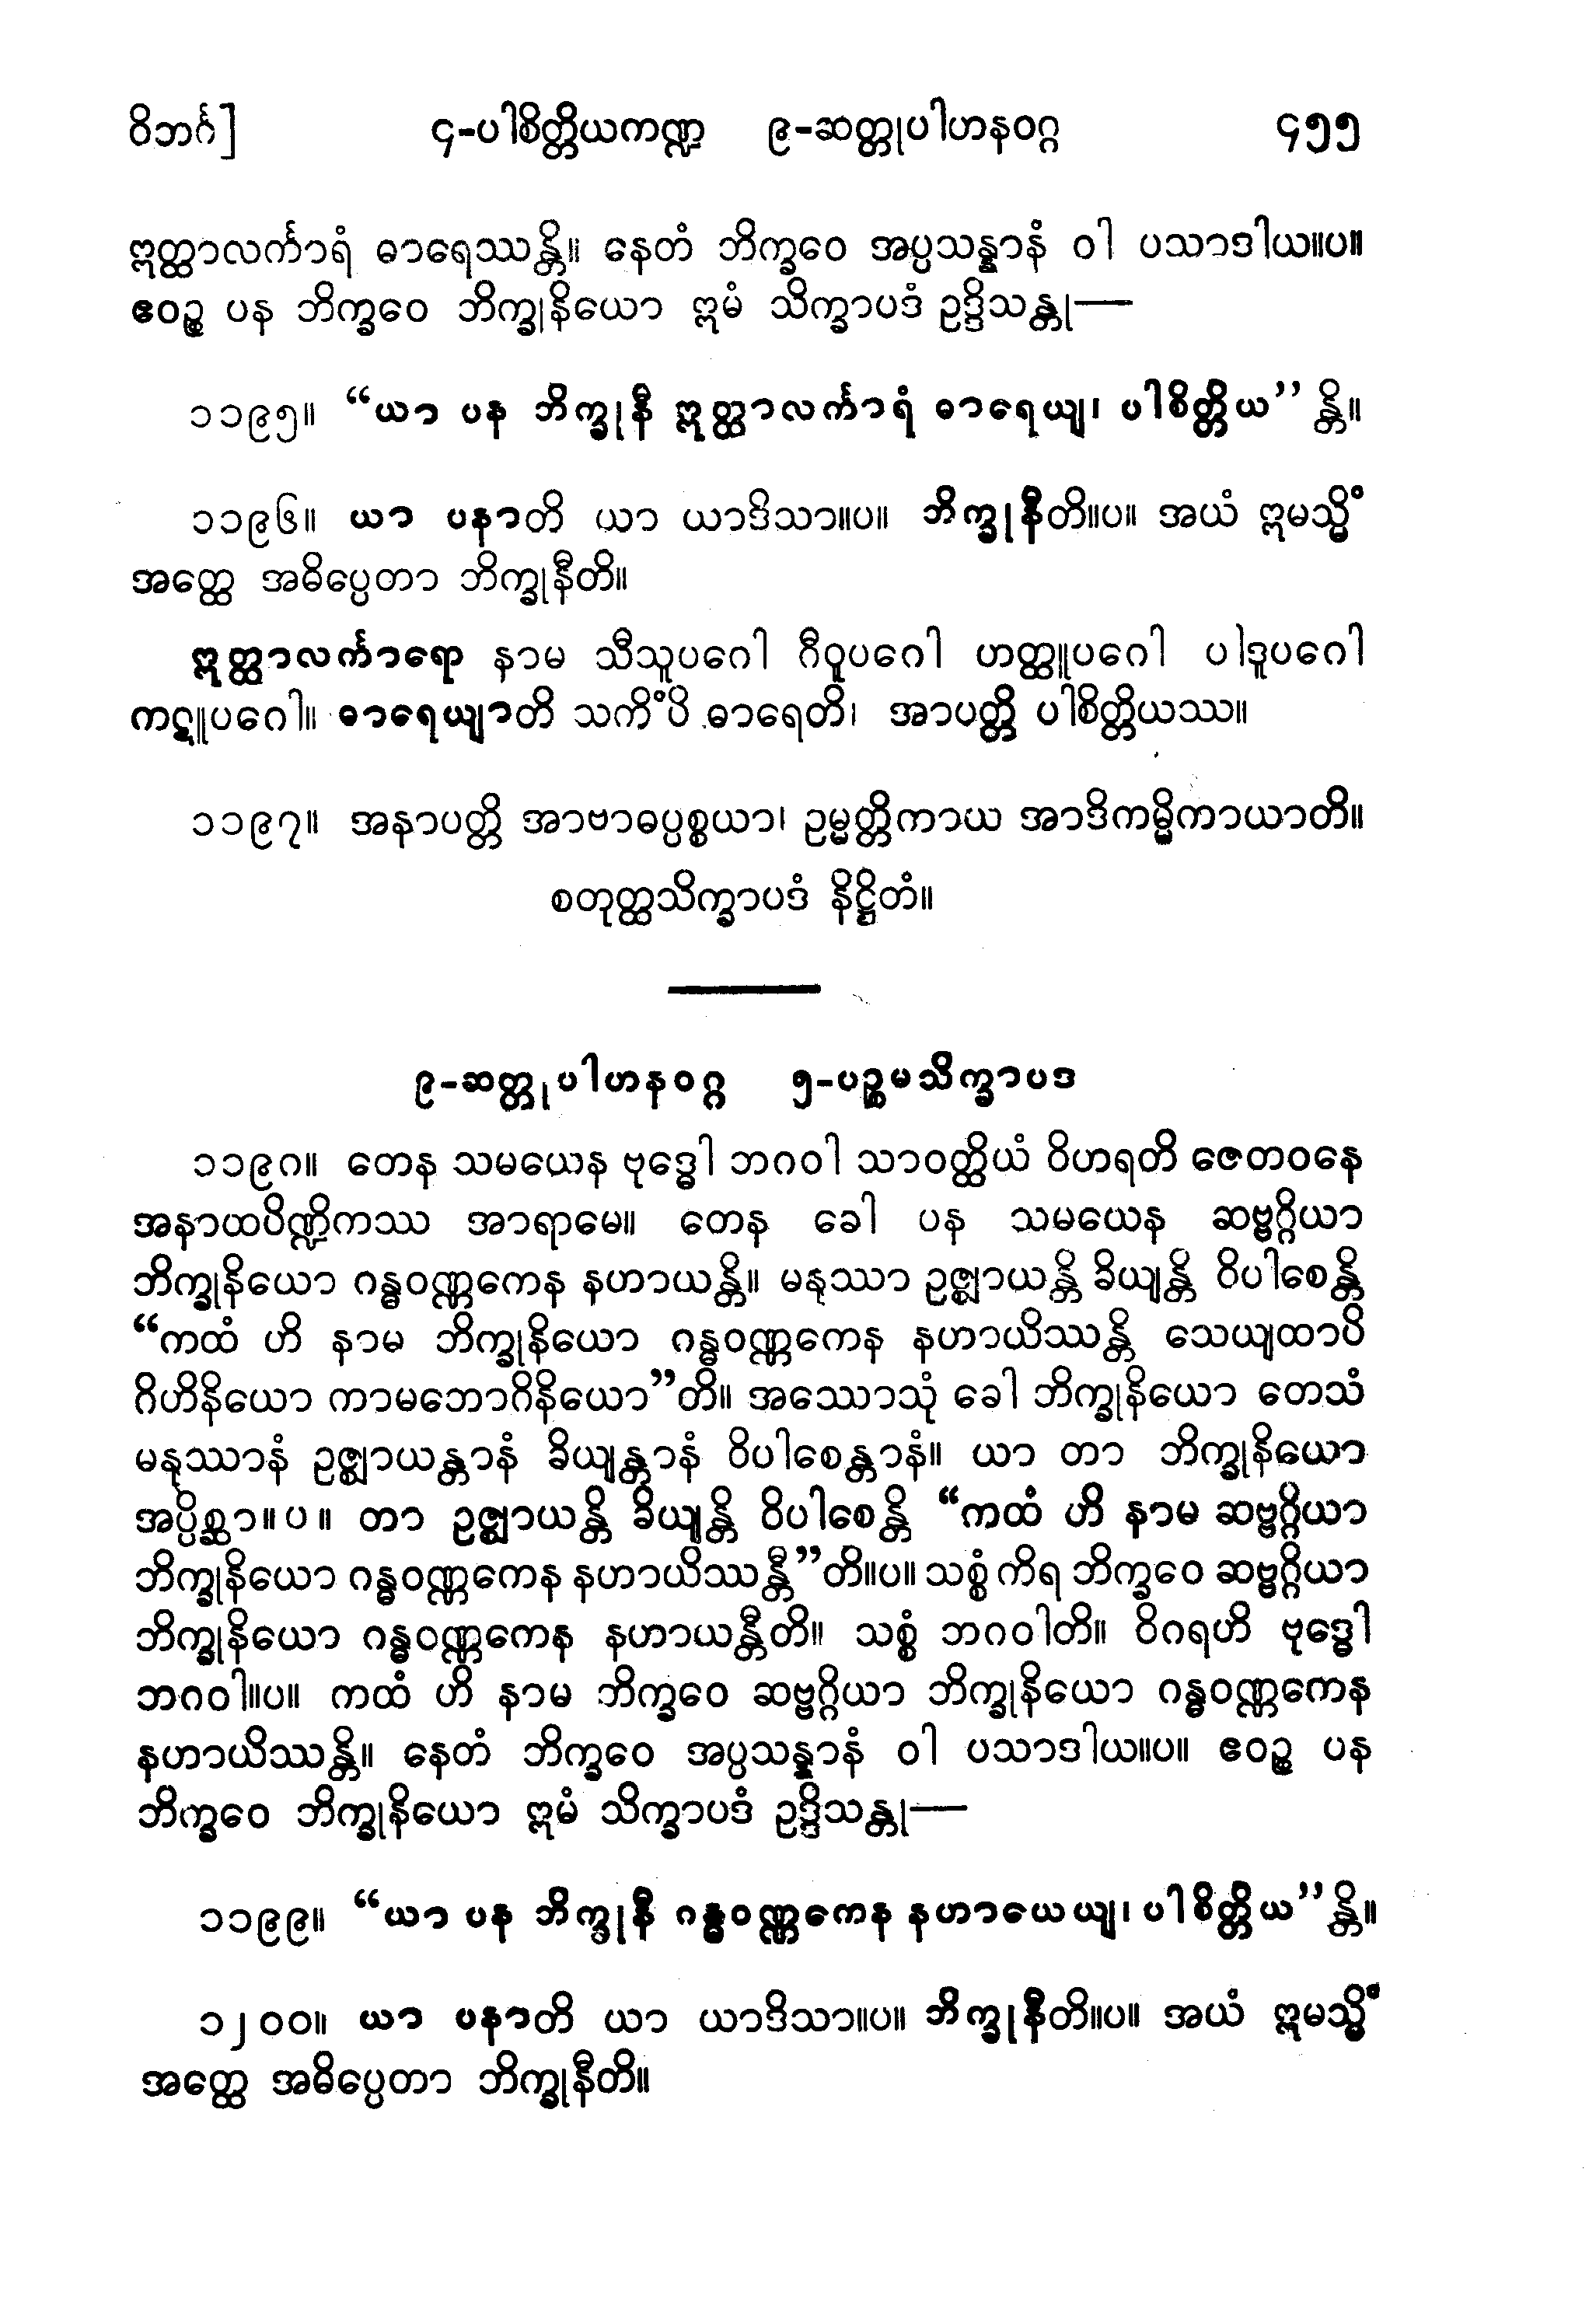 ဝိဘင်္ဂ] ၄-ပါစိတ္တိယကဏ္ဍ ၉-ဆတ္တုပါဟနဝဂ္ဂ ၄၅၅
ဣတ္ထာလင်္ကာရံ ဓာရေဿန္တိ။ နေတံ ဘိက္ခဝေ အပ္ပသန္နာနံ ဝါ ပသာဒါယ။ပ။
ဧဝဉ္စ ပန ဘိက္ခဝေ ဘိက္ခုနိယော ဣမံ သိက္ခာပဒံ ဥဒ္ဒိသန္တု—
၁၁၉၅။ “ယာ ပန ဘိက္ခုနီ ဣတ္ထာလင်္ကာရံ ဓာရေယျ၊ ပါစိတ္တိယ” န္တိ။
၁၁၉၆။ ယာ ပနာတိ ယာ ယာဒိသာ။ပ။ ဘိက္ခုနီတိ။ပ။ အယံ ဣမသ္မိံ
အတ္ထေ အဓိပ္ပေတာ ဘိက္ခုနီတိ။
ဣတ္ထာလင်္ကာရော နာမ သီသူပဂေါ ဂီဝူပဂေါ ဟတ္ထူပဂေါ ပါဒူပဂေါ
ကဋူပဂေါ။ ဓာရေယျာတိ သကိံပိ ဓာရေတိ၊ အာပတ္တိ ပါစိတ္တိယဿ။
၁၁၉၇။ အနာပတ္တိ အာဗာဓပ္ပစ္စယာ၊ ဥမ္မတ္တိကာယ အာဒိကမ္မိကာယာတိ။
စတုတ္ထသိက္ခာပဒံ နိဋ္ဌိတံ။
၉-ဆတ္တုပါဟနဝဂ္ဂ ၅-ပဉ္စမသိက္ခာပဒ
၁၁၉၈။ တေန သမယေန ဗုဒ္ဓေါ ဘဂဝါ သာဝတ္ထိယံ ဝိဟရတိ ဇေတဝနေ
အနာထပိဏ္ဍိကဿ အာရာမေ။ တေန ခေါ ပန သမယေန ဆဗ္ဗဂ္ဂိယာ
ဘိက္ခုနိယော ဂန္ဓဝဏ္ဏကေန နဟာယန္တိ။ မနုဿာ ဥဇ္ဈာယန္တိ ခိယျန္တိ ဝိပါစေန္တိ
“ကထံ ဟိ နာမ ဘိက္ခုနိယော ဂန္ဓဝဏ္ဏကေန နဟာယိဿန္တိ သေယျထာပိ
ဂိဟိနိယော ကာမဘောဂိနိယော”တိ။ အဿောသုံ ခေါ ဘိက္ခုနိယော တေသံ
မနုဿာနံ ဥဇ္ဈာယန္တာနံ ခိယျန္တာနံ ဝိပါစေန္တာနံ။ ယာ တာ ဘိက္ခုနိယော
အပ္ပိစ္ဆာ။ပ။ တာ ဥဇ္ဈာယန္တိ ခိယျန္တိ ဝိပါစေန္တိ “ကထံ ဟိ နာမ ဆဗ္ဗဂ္ဂိယာ
ဘိက္ခုနိယော ဂန္ဓဝဏ္ဏကေန နဟာယိဿန္တီ”တိ။ပ။ သစ္စံ ကိရ ဘိက္ခဝေ ဆဗ္ဗဂ္ဂိယာ
ဘိက္ခုနိယော ဂန္ဓဝဏ္ဏကေန နဟာယန္တီတိ။ သစ္စံ ဘဂဝါတိ။ ဝိဂရဟိ ဗုဒ္ဓေါ
ဘဂဝါ။ပ။ ကထံ ဟိ နာမ ဘိက္ခဝေ ဆဗ္ဗဂ္ဂိယာ ဘိက္ခုနိယော ဂန္ဓဝဏ္ဏကေန
နဟာယိဿန္တိ။ နေတံ ဘိက္ခဝေ အပ္ပသန္နာနံ ဝါ ပသာဒါယ။ပ။ ဧဝဉ္စ ပန
ဘိက္ခဝေ ဘိက္ခုနိယော ဣမံ သိက္ခာပဒံ ဥဒ္ဒိသန္တု—
၁၁၉၉။ “ယာ ပန ဘိက္ခုနီ ဂန္ဓဝဏ္ဏကေန နဟာယေယျ၊ ပါစိတ္တိယ”န္တိ။
၁၂၀၀။ ယာ ပနာတိ ယာ ယာဒိသာ။ပ။ ဘိက္ခုနီတိ။ပ။ အယံ ဣမသ္မိံ
အတ္ထေ အဓိပ္ပေတာ ဘိက္ခုနီတိ။